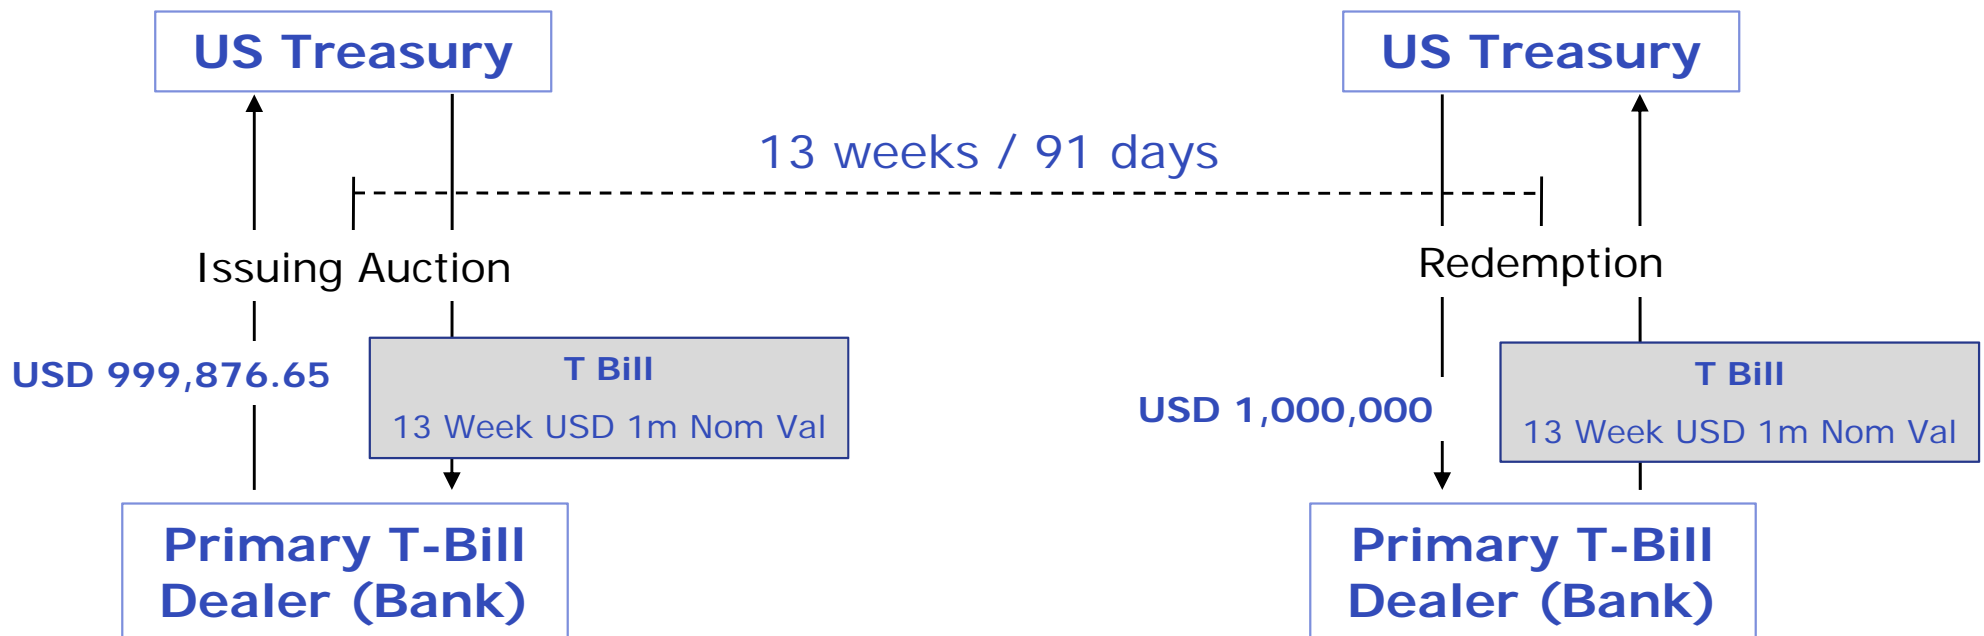 US Treasury
US Treasury
13 weeks / 91 days
Issuing Auction
Redemption
USD 999,876.65
T Bill
13 Week USD 1m Nom Val
USD 1,000,000
T Bill
13 Week USD 1m Nom Val
Primary T-Bill
Dealer (Bank)
Primary T-Bill
Dealer (Bank)